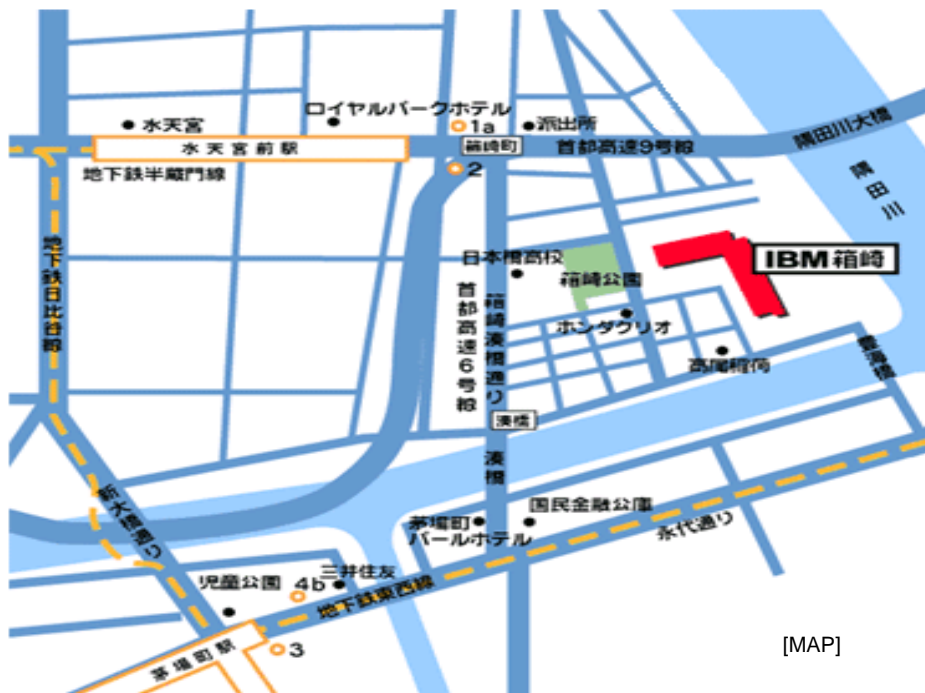 ロイヤルパークホテル
水天宮
1a
派出所
水天宮前駅
箱崎町
首都高速9号線
隅田川大橋
地下鉄半蔵門線
2
隅田川
地下鉄日比谷線
日本橋高校
箱崎公園
IBM箱崎
首都高速6号線
箱崎湊橋通り
ホンダクリオ
高尾稲荷
豊海橋
湊橋
湊橋
新大橋通り
茅場町
パールホテル
国民金融公庫
永代通り
児童公園
4b
三井住友
地下鉄東西線
茅場町駅
3
[MAP]